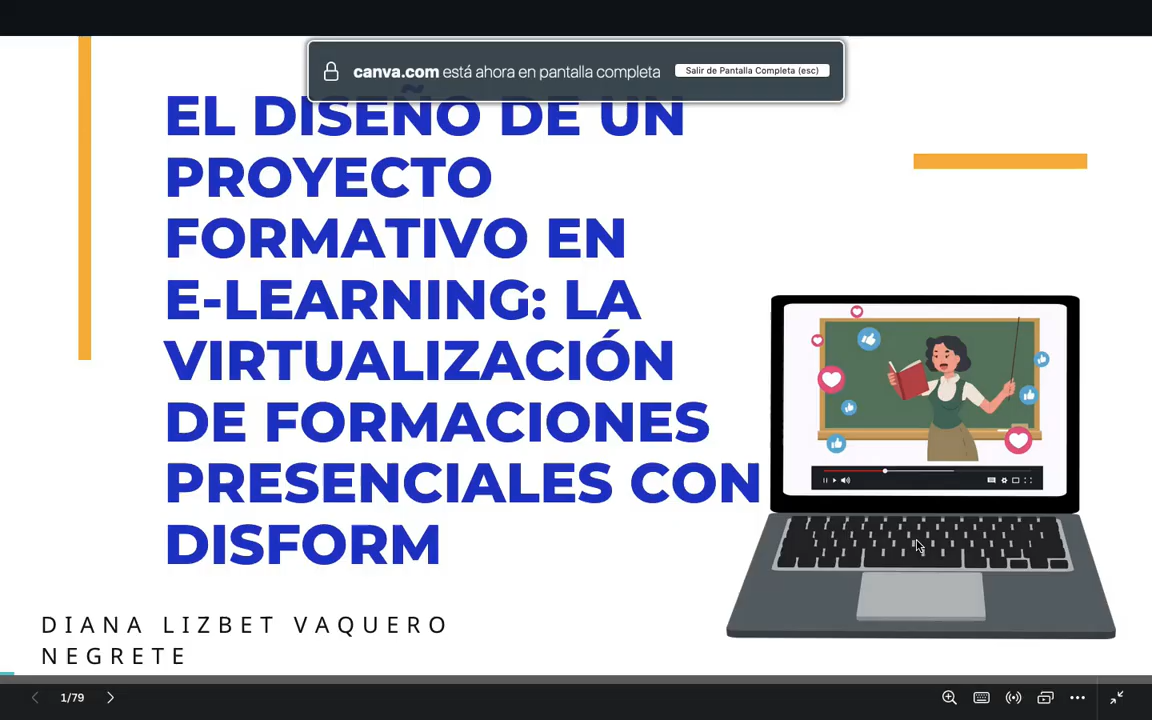 canva.com está ahora en pantalla completa
Salir de Pantalla Completa (esc)
EL DISEÑO DE UN
PROYECTO
FORMATIVO EN
E-LEARNING: LA
VIRTUALIZACIÓN
DE FORMACIONES
PRESENCIALES CON
DISFORM
DIANA LIZBET VAQUERO
NEGRETE
1/79